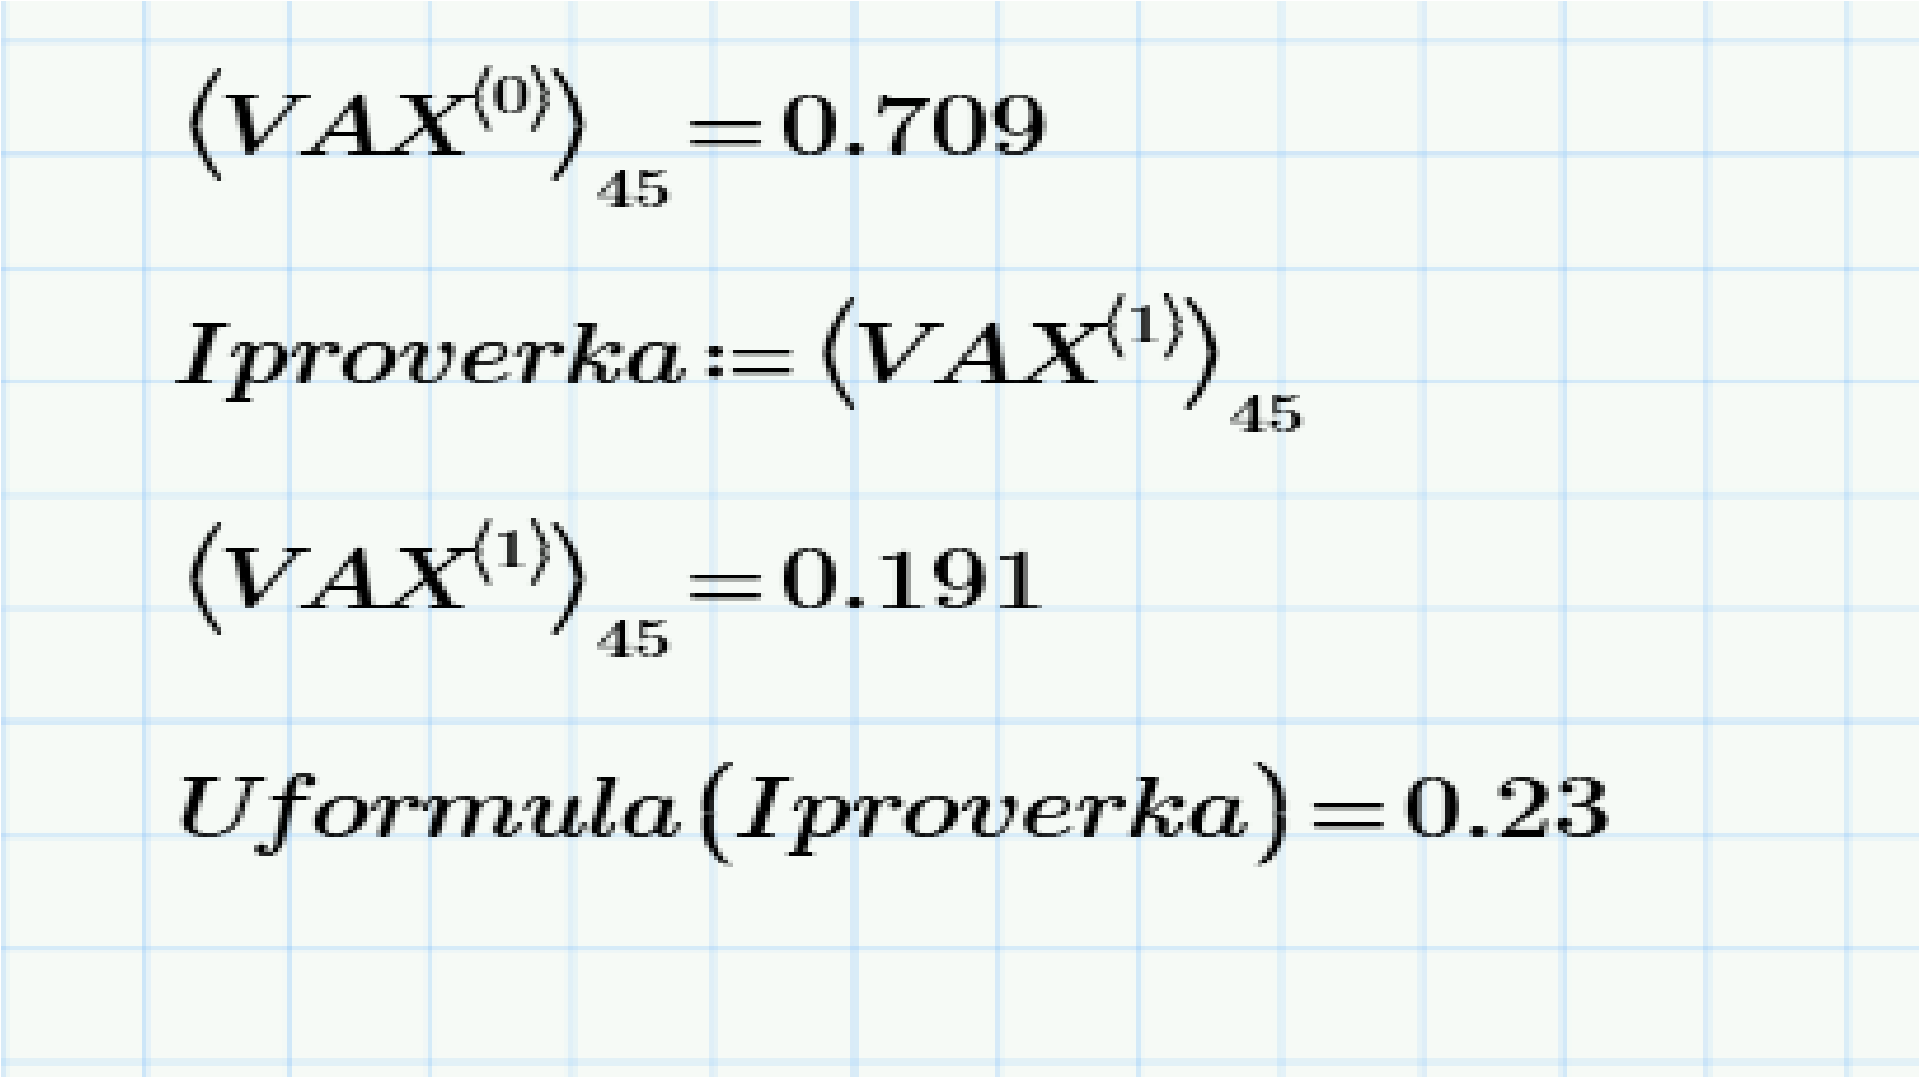 (VAX⟨0⟩)45 = 0.709
Iproverka := (VAX⟨1⟩)45
(VAX⟨1⟩)45 = 0.191
Uformula(Iproverka) = 0.23